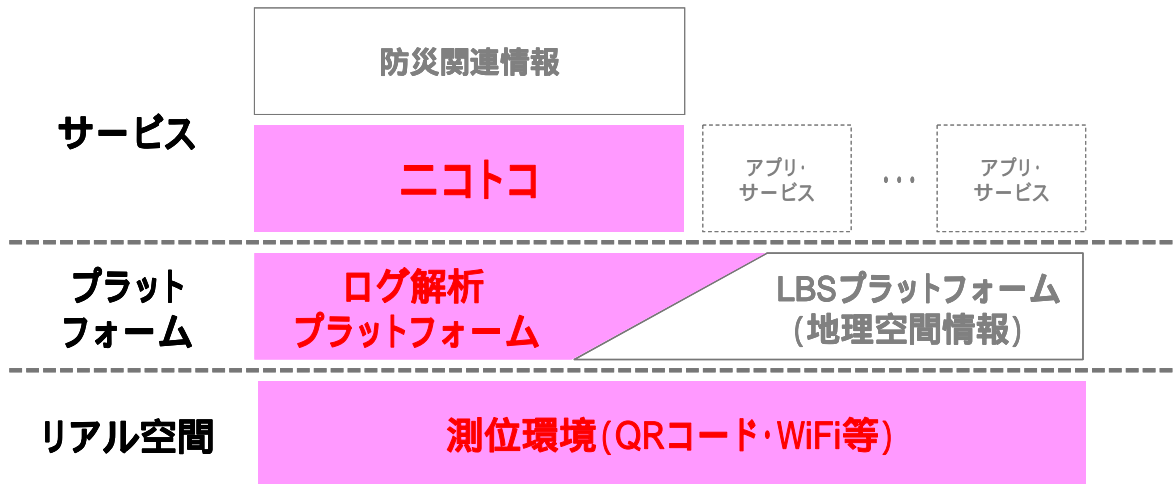 防災関連情報
サービス
ニコトコ
アプリ・
サービス
･･･
アプリ・
サービス
プラット
フォーム
ログ解析
プラットフォーム
LBSプラットフォーム
(地理空間情報)
リアル空間
測位環境(QRコード・WiFi等)